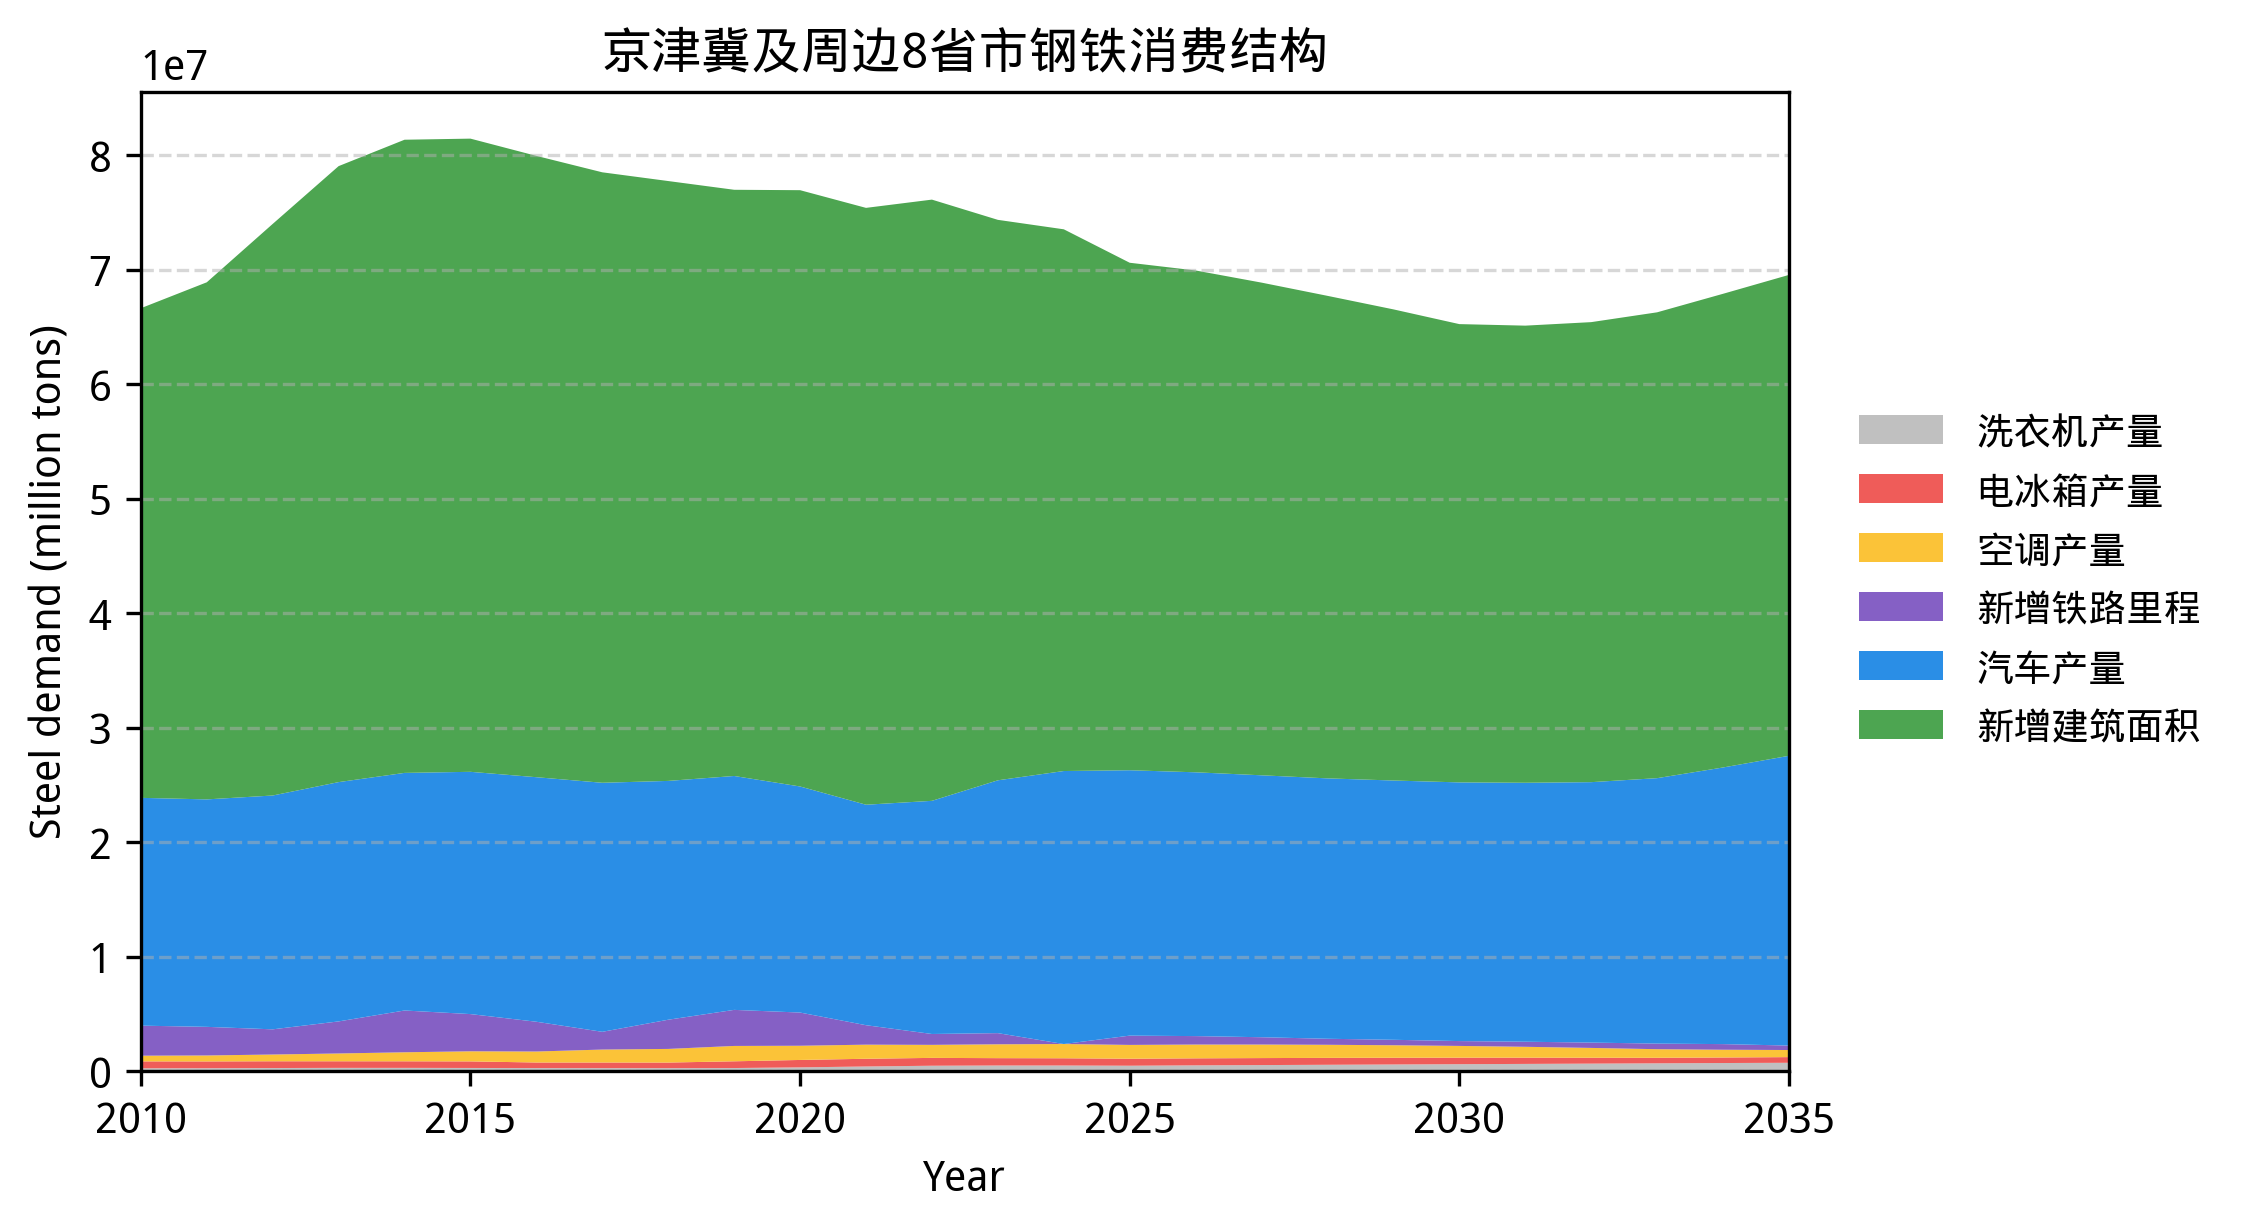 京津冀及周边8省市钢铁消费结构
1e7
8
7
6
5
4
3
2
1
0
Steel demand (million tons)
2010 2015 2020 2025 2030 2035
Year
洗衣机产量
电冰箱产量
空调产量
新增铁路里程
汽车产量
新增建筑面积